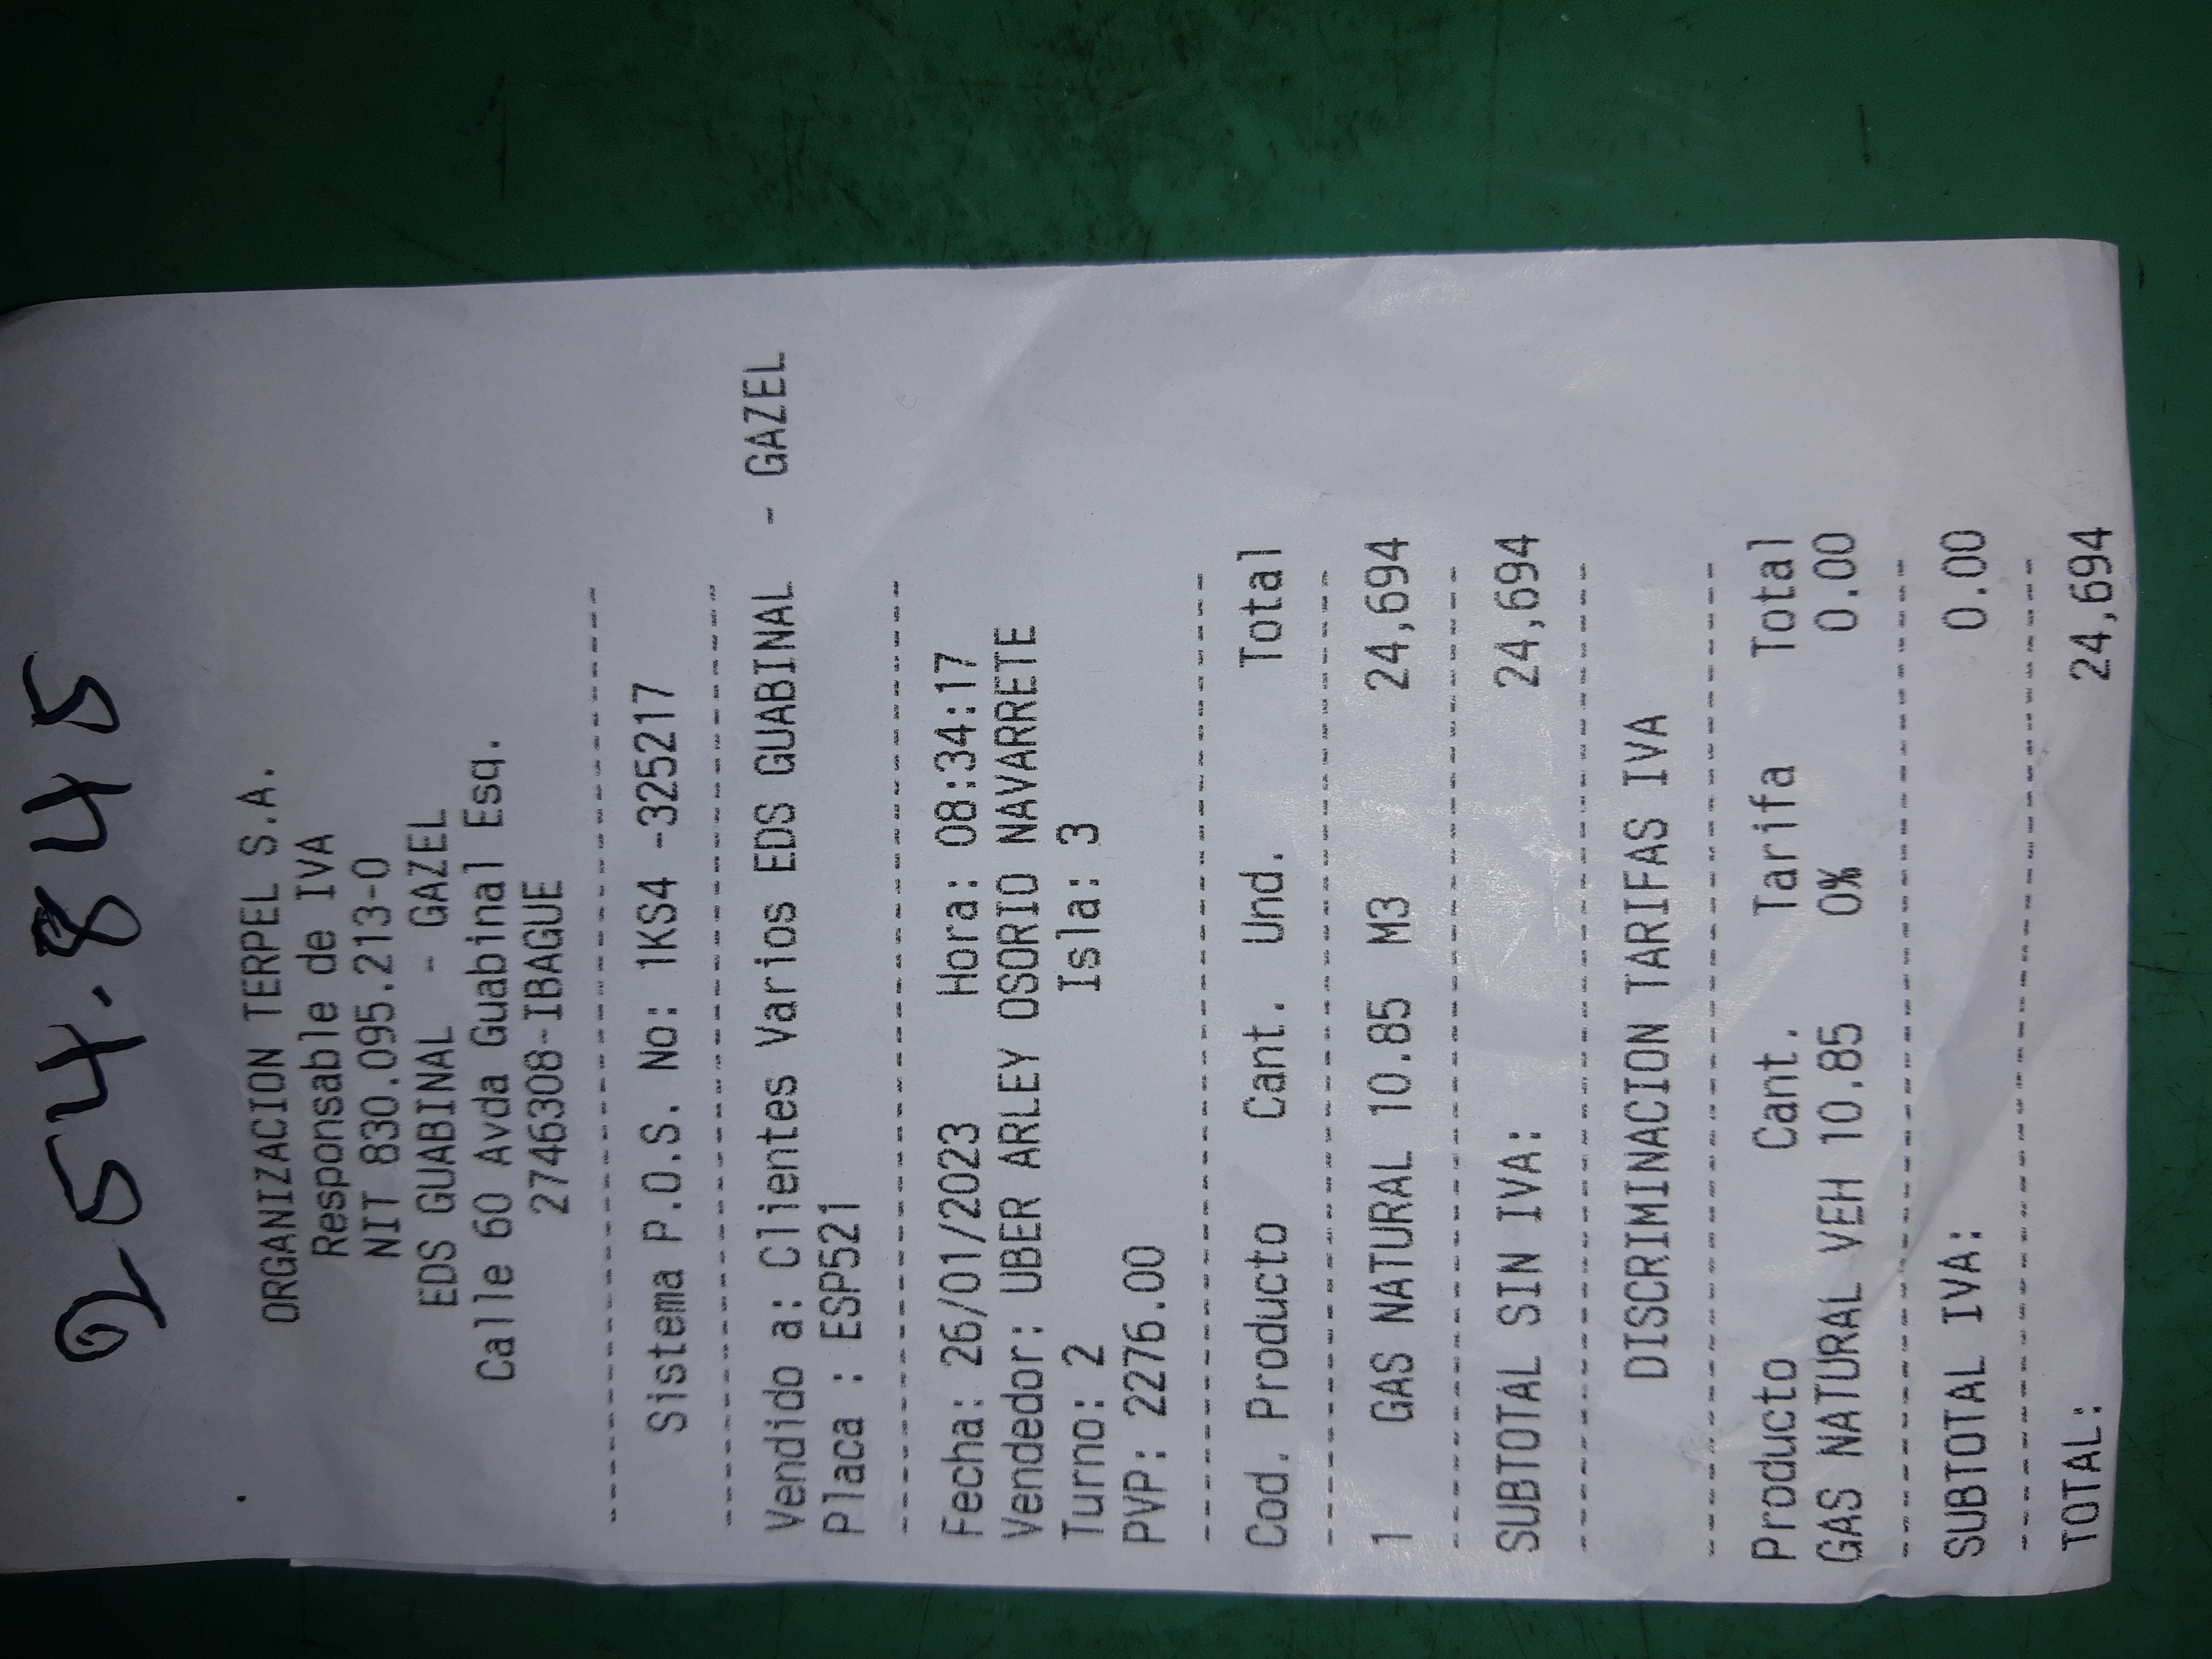 254.845
ORGANIZACION TERPEL S.A.
Responsable de IVA
NIT 830.095.213-0
EDS GUABINAL - GAZEL
Calle 60 Avda Guabinal Esq.
2746308-IBAGUE
--------------------------------
Sistema P.O.S. No: 1KS4 -325217
--------------------------------
Vendido a: Clientes Varios EDS GUABINAL - GAZEL
Placa : ESP521
--------------------------------
Fecha: 26/01/2023 Hora: 08:34:17
Vendedor: UBER ARLEY OSORIO NAVARRETE
Turno: 2 Isla: 3
PVP: 2276.00
--------------------------------
Cod. Producto Cant. Und. Total
--------------------------------
1 GAS NATURAL 10.85 M3 24,694
--------------------------------
SUBTOTAL SIN IVA: 24,694
--------------------------------
DISCRIMINACION TARIFAS IVA
--------------------------------
Producto Cant. Tarifa Total
GAS NATURAL VEH 10.85 0% 0.00
--------------------------------
SUBTOTAL IVA: 0.00
--------------------------------
TOTAL: 24,694